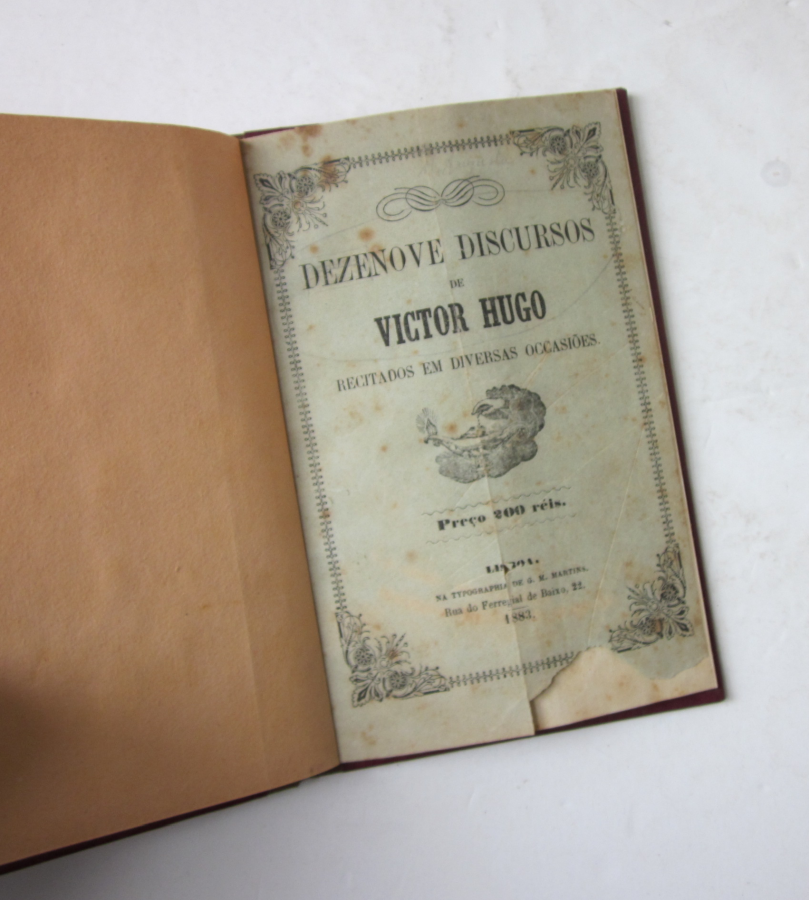 DEZENOVE DISCURSOS
DE
VICTOR HUGO
RECITADOS EM DIVERSAS OCCASIÕES.
Preço 200 réis.
LISBOA.
NA TYPOGRAPHIA DE G. M. MARTINS.
Rua do Ferregial de Baixo, 22.
1883.